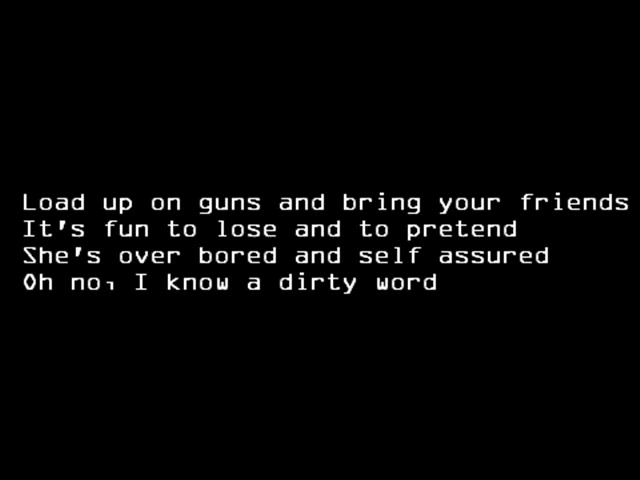 Load up on guns and bring your friends
It's fun to lose and to pretend
She's over bored and self assured
Oh no, I know a dirty word